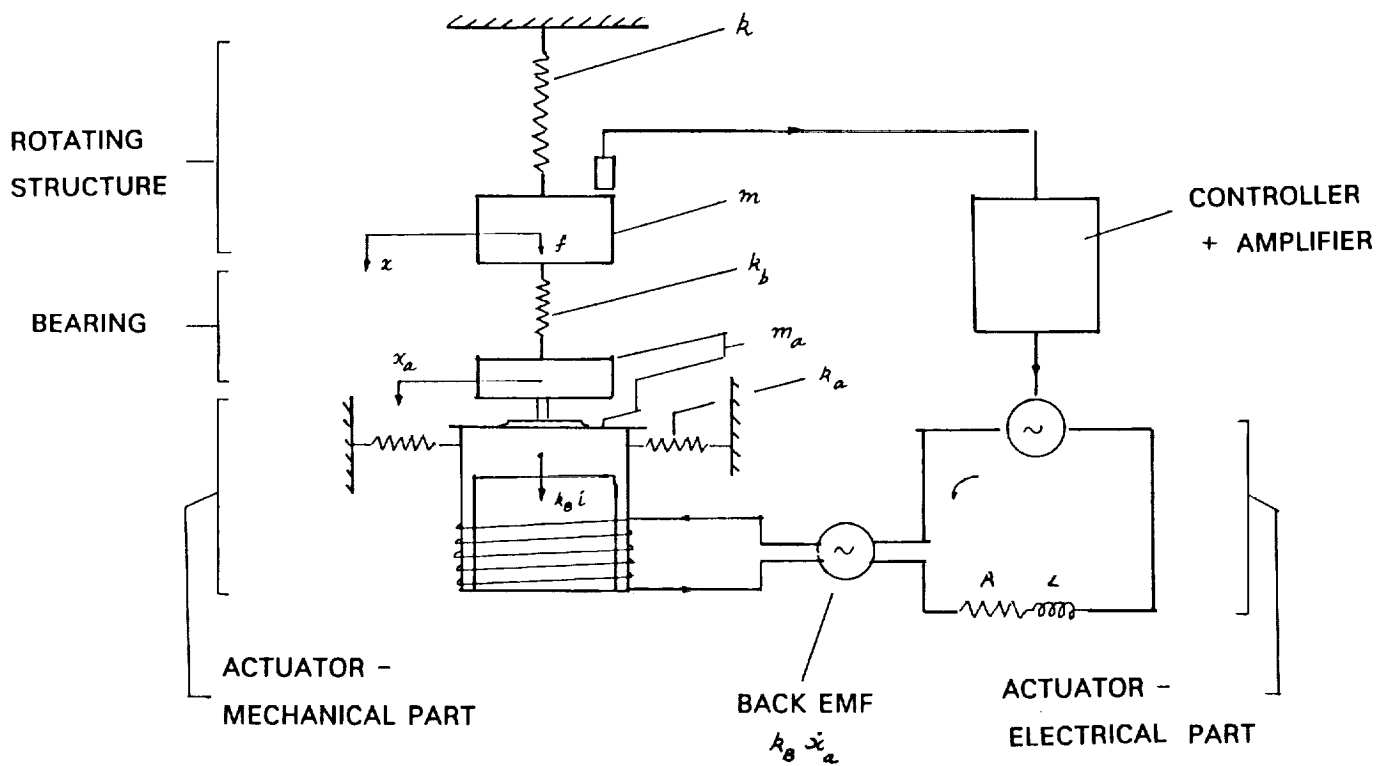 k
ROTATING
STRUCTURE
m
CONTROLLER
+ AMPLIFIER
f
x
k_b
BEARING
m_a
x_a
k_a
~
k_B i
~
R L
ACTUATOR -
MECHANICAL PART
BACK EMF
k_B ẋ_a
ACTUATOR -
ELECTRICAL PART